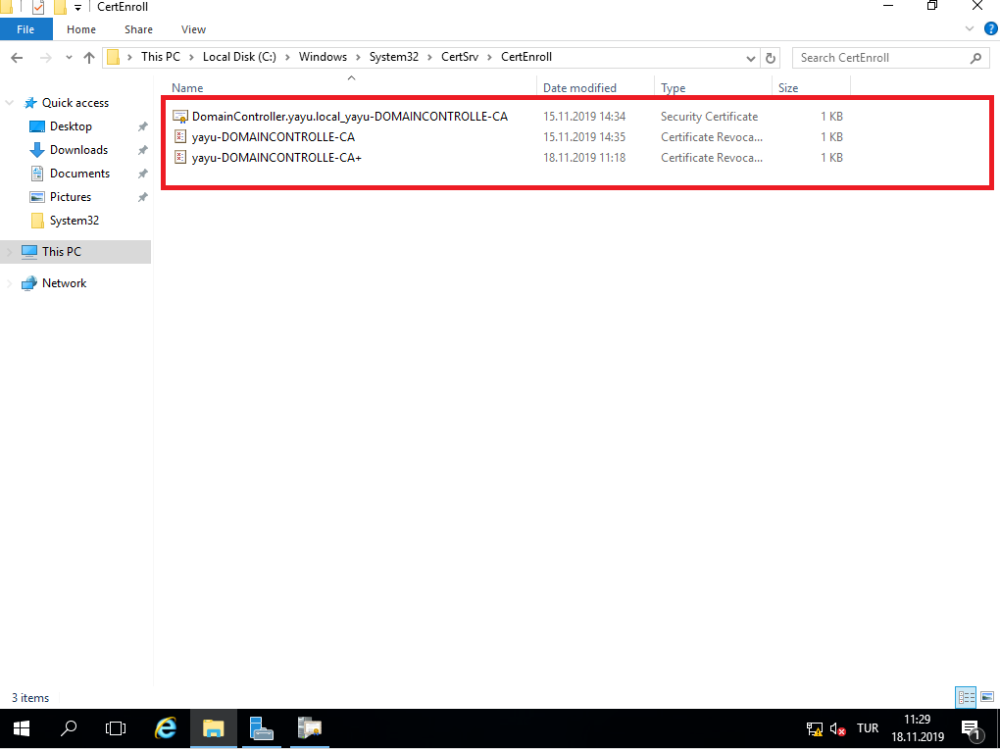 CertEnroll
File Home Share View
This PC Local Disk (C:) Windows System32 CertSrv CertEnroll
Search CertEnroll
Name Date modified Type Size
Quick access
Desktop
Downloads
Documents
Pictures
System32
This PC
Network
DomainController.yayu.local_yayu-DOMAINCONTROLLE-CA 15.11.2019 14:34 Security Certificate 1 KB
yayu-DOMAINCONTROLLE-CA 15.11.2019 14:35 Certificate Revoca... 1 KB
yayu-DOMAINCONTROLLE-CA+ 18.11.2019 11:18 Certificate Revoca... 1 KB
3 items
TUR
11:29
18.11.2019
1